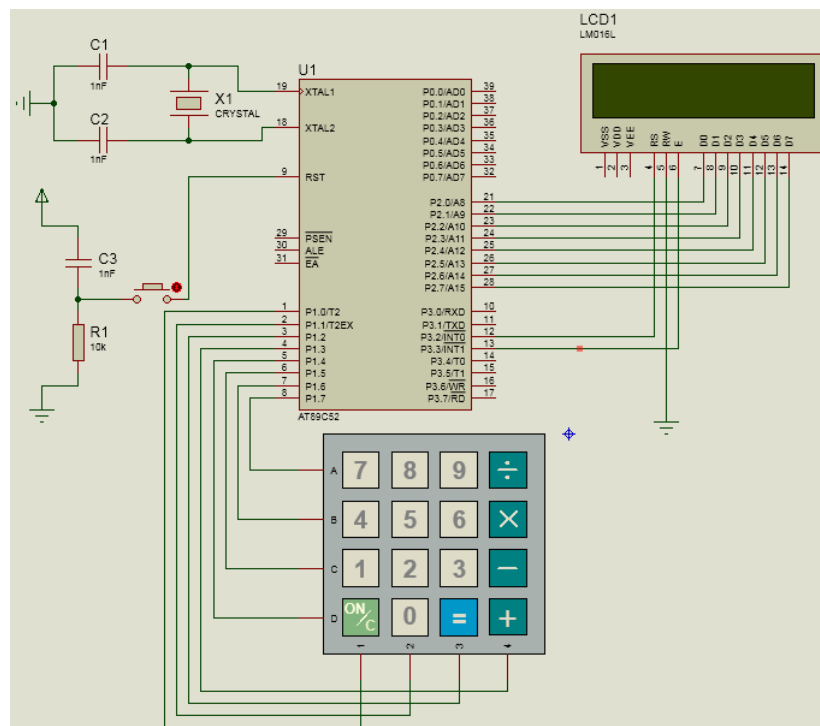 LCD1
LM016L
VSS
VDD
VEE
RS
RW
E
D0
D1
D2
D3
D4
D5
D6
D7
1
2
3
4
5
6
7
8
9
10
11
12
13
14
C1
1nF
X1
CRYSTAL
C2
1nF
C3
1nF
R1
10k
U1
19 XTAL1
18 XTAL2
9 RST
29 PSEN
30 ALE
31 EA
1 P1.0/T2
2 P1.1/T2EX
3 P1.2
4 P1.3
5 P1.4
6 P1.5
7 P1.6
8 P1.7
P0.0/AD0 39
P0.1/AD1 38
P0.2/AD2 37
P0.3/AD3 36
P0.4/AD4 35
P0.5/AD5 34
P0.6/AD6 33
P0.7/AD7 32
P2.0/A8 21
P2.1/A9 22
P2.2/A10 23
P2.3/A11 24
P2.4/A12 25
P2.5/A13 26
P2.6/A14 27
P2.7/A15 28
P3.0/RXD 10
P3.1/TXD 11
P3.2/INT0 12
P3.3/INT1 13
P3.4/T0 14
P3.5/T1 15
P3.6/WR 16
P3.7/RD 17
AT89C52
A 7 8 9 ÷
B 4 5 6 ×
C 1 2 3 −
D ON/C 0 = +
1 2 3 4